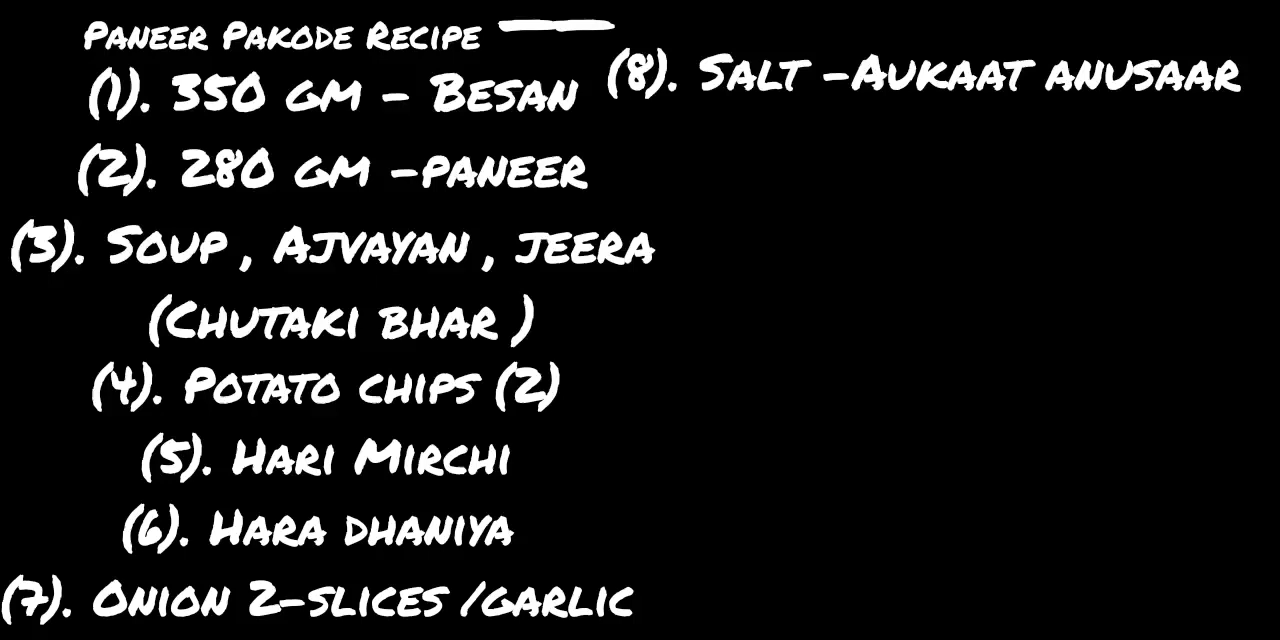 Paneer Pakode Recipe
(1). 350 gm - Besan
(2). 280 gm -paneer
(3). Soup , Ajvayan , jeera
(Chutaki bhar )
(4). Potato chips (2)
(5). Hari Mirchi
(6). Hara dhaniya
(7). Onion 2-slices /garlic
(8). Salt -Aukaat anusaar